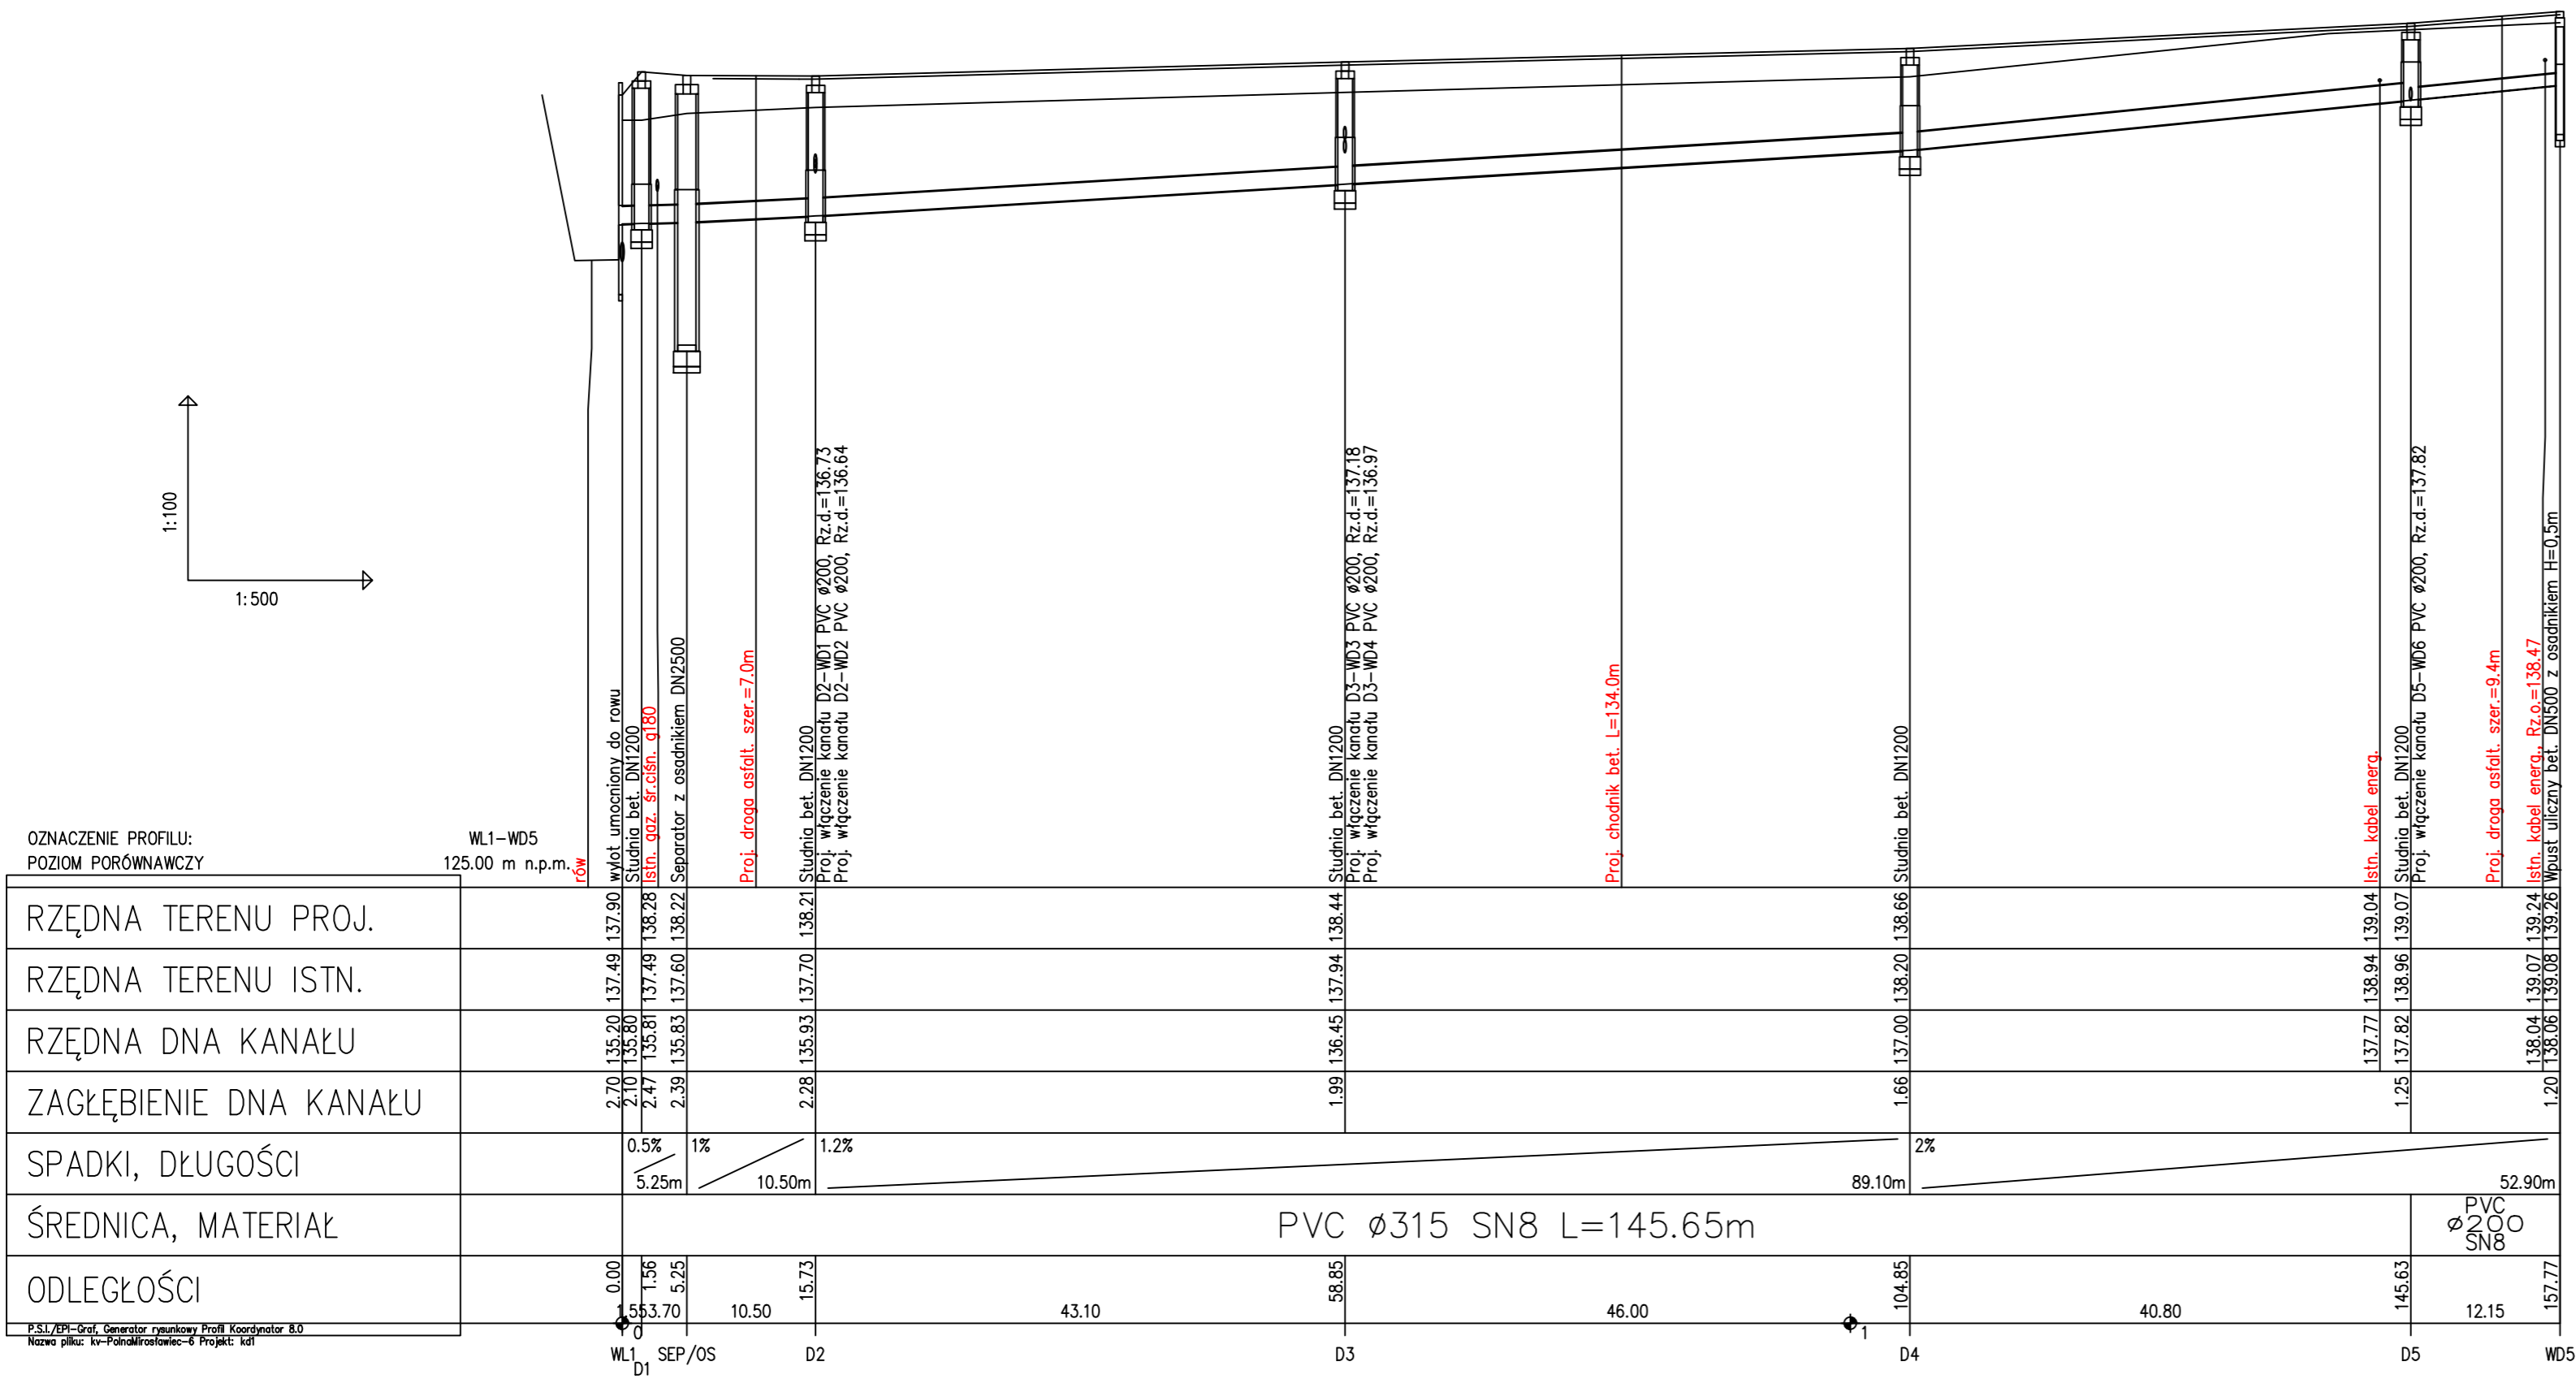 1:100
1:500
OZNACZENIE PROFILU:
WL1-WD5
POZIOM PORÓWNAWCZY
125.00 m n.p.m.
rów
wylot umocniony do rowu
Studnia bet. DN1200
Istn. gaz. śr.ciśn. g180
Separator z osadnikiem DN2500
Proj. droga asfalt. szer.=7.0m
Studnia bet. DN1200
Proj. włączenie kanału D2-WD1 PVC ø200, Rz.d.=136.73
Proj. włączenie kanału D2-WD2 PVC ø200, Rz.d.=136.64
Studnia bet. DN1200
Proj. włączenie kanału D3-WD3 PVC ø200, Rz.d.=137.18
Proj. włączenie kanału D3-WD4 PVC ø200, Rz.d.=136.97
Proj. chodnik bet. L=134.0m
Studnia bet. DN1200
Istn. kabel energ.
Studnia bet. DN1200
Proj. włączenie kanału D5-WD6 PVC ø200, Rz.d.=137.82
Proj. droga asfalt. szer.=9.4m
Istn. kabel energ., Rz.o.=138.47
Wpust uliczny bet. DN500 z osadnikiem H=0,5m
RZĘDNA TERENU PROJ.
137.90 138.28 138.22 138.21 138.44 138.66 139.04 139.07 139.24 139.26
RZĘDNA TERENU ISTN.
137.49 137.49 137.60 137.70 137.94 138.20 138.94 138.96 139.07 139.08
RZĘDNA DNA KANAŁU
135.20 135.80 135.81 135.83 135.93 136.45 137.00 137.77 137.82 138.04 138.06
ZAGŁĘBIENIE DNA KANAŁU
2.70 2.10 2.47 2.39 2.28 1.99 1.66 1.25 1.20
SPADKI, DŁUGOŚCI
0.5% 1% 1.2% 2%
5.25m 10.50m 89.10m 52.90m
ŚREDNICA, MATERIAŁ
PVC ø315 SN8 L=145.65m
PVC
ø200
SN8
ODLEGŁOŚCI
0.00 1.56 5.25 15.73 58.85 104.85 145.63 157.77
1.55 3.70 10.50 43.10 46.00 40.80 12.15
P.S.I./EPI-Graf, Generator rysunkowy Profil Koordynator 8.0
Nazwa pliku: kv-PolnaMirosławiec-6 Projekt: kd1
0 1
WL1 D1 SEP/OS D2 D3 D4 D5 WD5